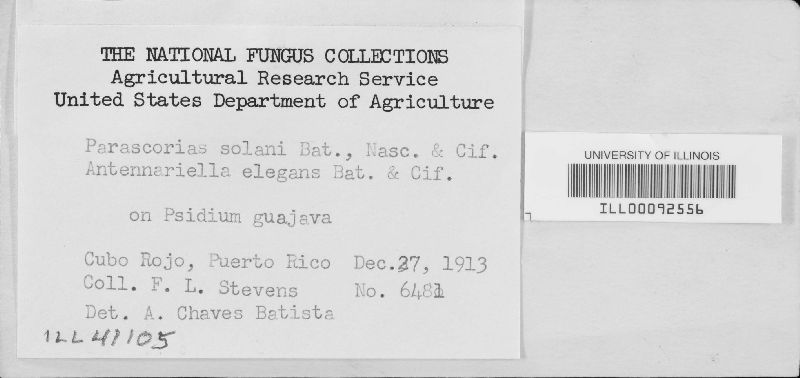 THE NATIONAL FUNGUS COLLECTIONS
Agricultural Research Service
United States Department of Agriculture
Parascorias solani Bat., Nasc. & Cif.
Antennariella elegans Bat. & Cif.
on Psidium guajava
Cubo Rojo, Puerto Rico Dec.27, 1913
Coll. F. L. Stevens No. 6481
Det. A. Chaves Batista
ILL 41105
UNIVERSITY OF ILLINOIS
ILL00092556